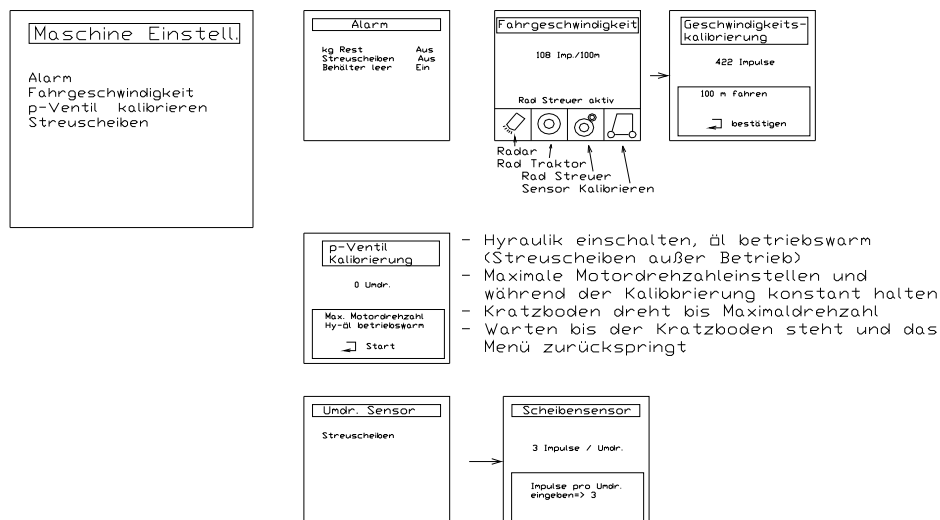 Maschine Einstell.
Alarm
Fahrgeschwindigkeit
p-Ventil kalibrieren
Streuscheiben
Alarm
kg Rest Aus
Streuscheiben Aus
Behälter leer Ein
Fahrgeschwindigkeit
108 Imp./100m
Rad Streuer aktiv
Radar
Rad Traktor
Rad Streuer
Sensor Kalibrieren
Geschwindigkeits-
kalibrierung
422 Impulse
100 m fahren
bestätigen
p-Ventil
Kalibrierung
0 Umdr.
Max. Motordrehzahl
Hy-öl betriebswarm
Start
- Hyraulik einschalten, äl betriebswarm
(Streuscheiben außer Betrieb)
- Maximale Motordrehzahleinstellen und
während der Kalibbrierung konstant halten
- Kratzboden dreht bis Maximaldrehzahl
- Warten bis der Kratzboden steht und das
Menü zurückspringt
Umdr. Sensor
Streuscheiben
Scheibensensor
3 Impulse / Umdr.
Impulse pro Umdr.
eingeben=> 3